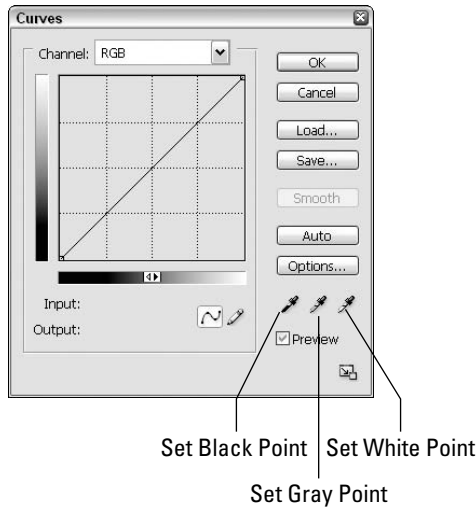 Curves
Channel: RGB
OK
Cancel
Load...
Save...
Smooth
Auto
Options...
Input:
Output:
Preview
Set Black Point
Set White Point
Set Gray Point